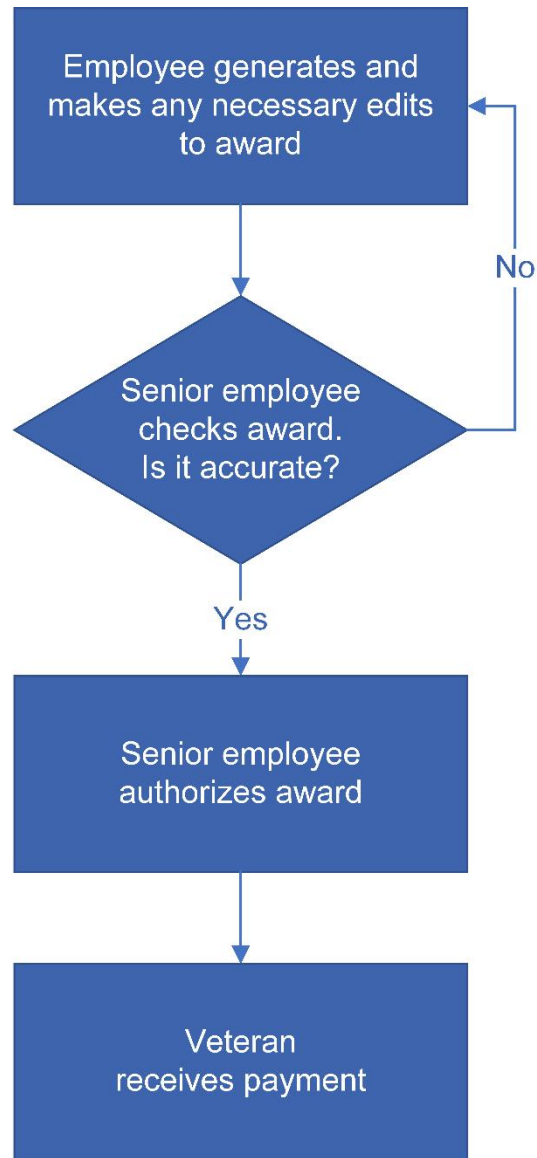 Employee generates and
makes any necessary edits
to award
No
Senior employee
checks award.
Is it accurate?
Yes
Senior employee
authorizes award
Veteran
receives payment